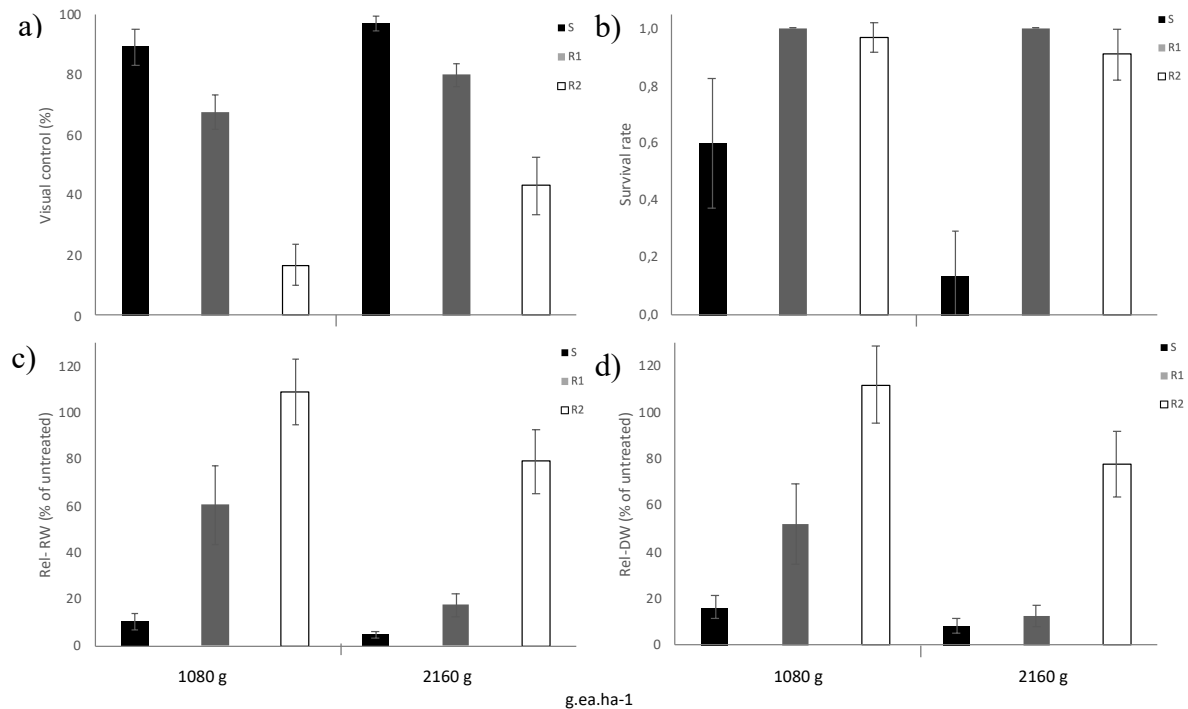 a)
Visual control (%)
100
80
60
40
20
0
S
R1
R2
b)
Survival rate
1,0
0,8
0,6
0,4
0,2
0,0
S
R1
R2
c)
Rel- RW (% of untreated)
120
100
80
60
40
20
0
S
R1
R2
1080 g
2160 g
d)
Rel-DW (% of untreated)
120
100
80
60
40
20
0
S
R1
R2
1080 g
2160 g
g.ea.ha-1